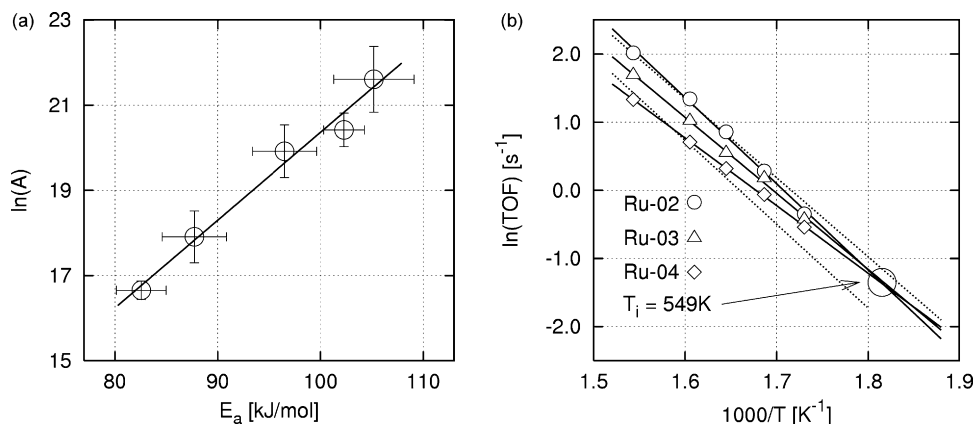 (a)
23
21
19
17
15
ln(A)
80
90
100
110
Eₐ [kJ/mol]
(b)
2.0
1.0
0.0
-1.0
-2.0
ln(TOF) [s⁻¹]
Ru-02
Ru-03
Ru-04
Tᵢ = 549K
1.5
1.6
1.7
1.8
1.9
1000/T [K⁻¹]